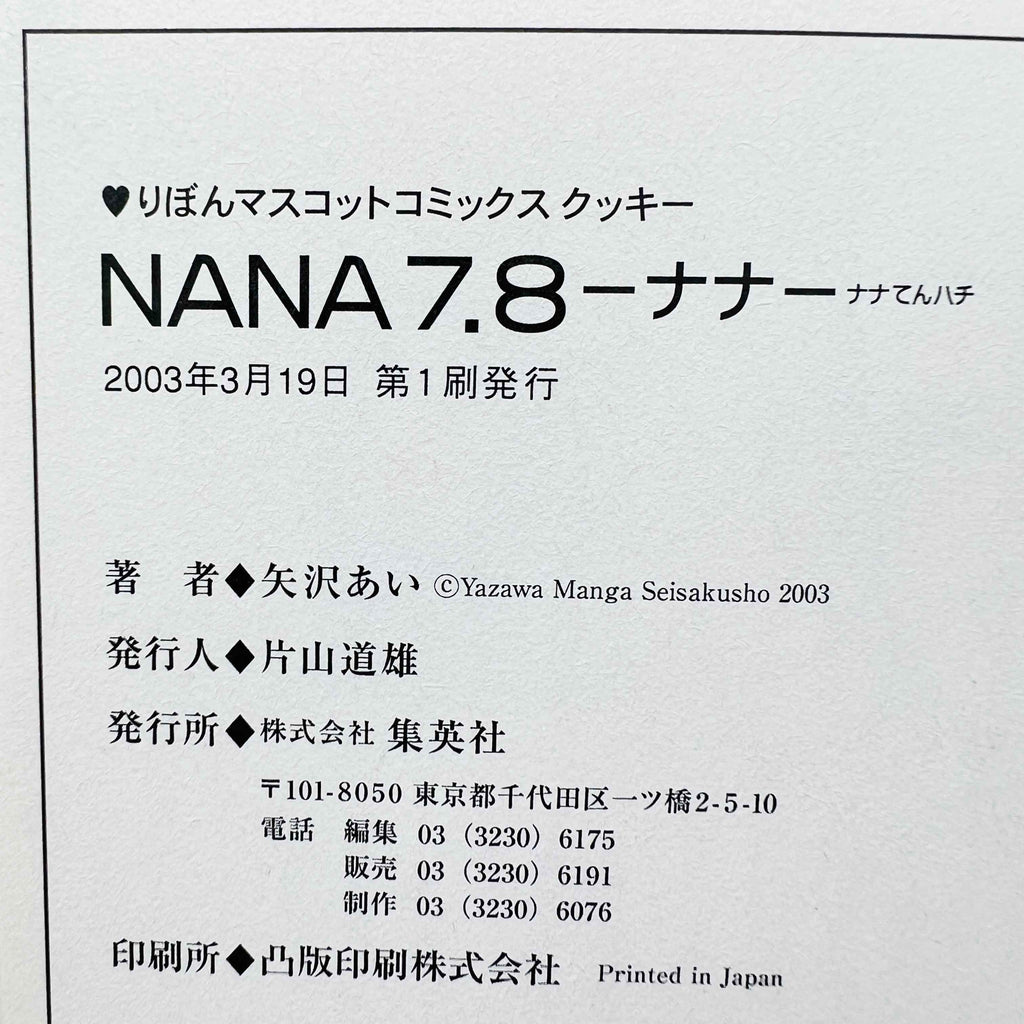 ♥りぼんマスコットコミックス クッキー
NANA 7.8 ーナナー ナナてんハチ
2003年3月19日 第1刷発行
著 者◆矢沢あい ©Yazawa Manga Seisakusho 2003
発行人◆片山道雄
発行所◆株式会社 集英社
〒101-8050 東京都千代田区一ツ橋2-5-10
電話 編集 03（3230）6175
販売 03（3230）6191
制作 03（3230）6076
印刷所◆凸版印刷株式会社 Printed in Japan